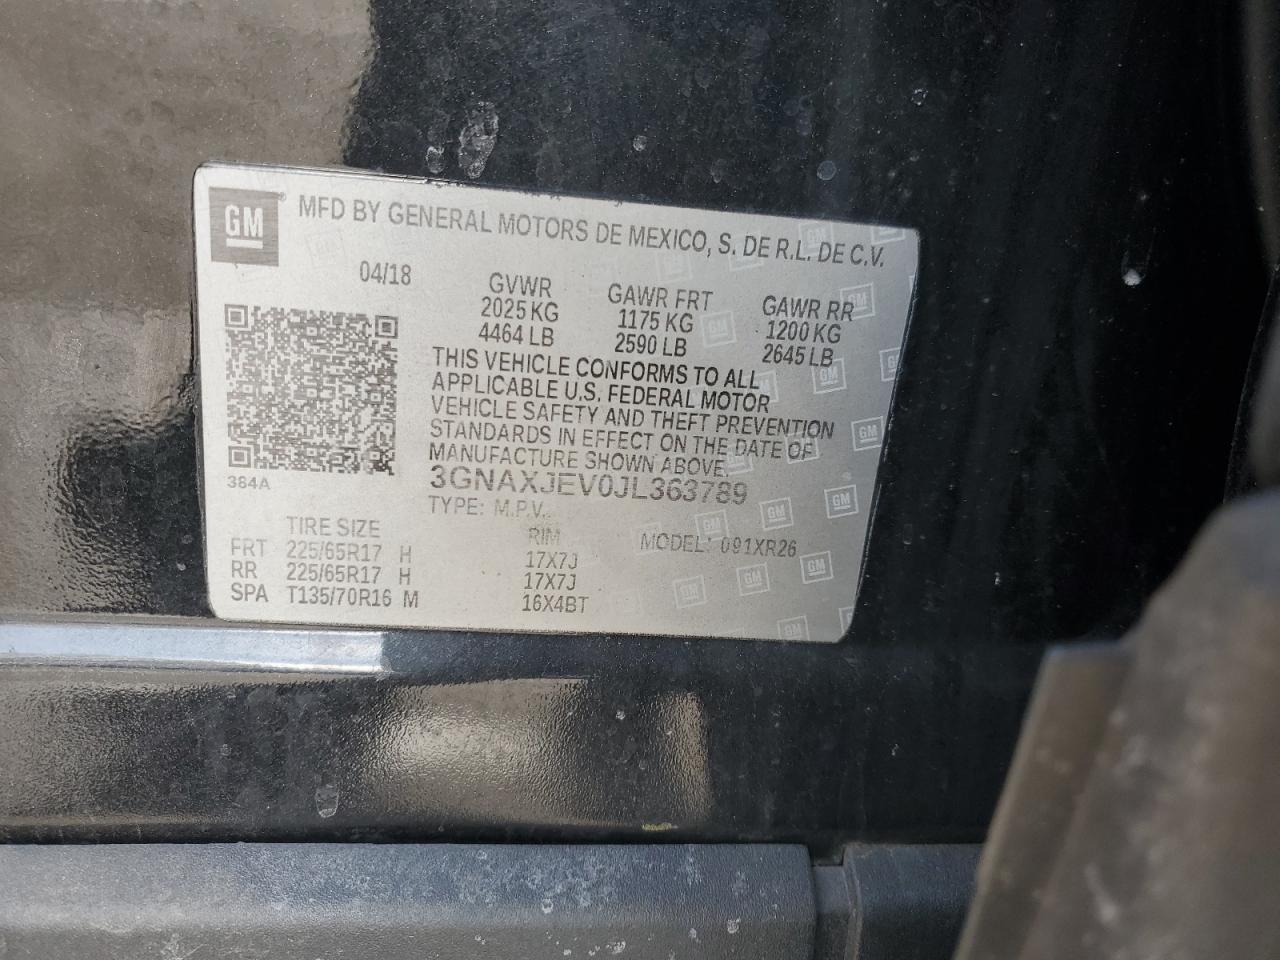 GM ® MFD BY GENERAL MOTORS DE MEXICO, S. DE R.L. DE C.V.
04/18 GVWR GAWR FRT GAWR RR
2025 KG 1175 KG 1200 KG
4464 LB 2590 LB 2645 LB
THIS VEHICLE CONFORMS TO ALL
APPLICABLE U.S. FEDERAL MOTOR
VEHICLE SAFETY AND THEFT PREVENTION
STANDARDS IN EFFECT ON THE DATE OF
MANUFACTURE SHOWN ABOVE.
384A 3GNAXJEV0JL363789
TYPE: M.P.V.
TIRE SIZE RIM MODEL: 091XR26
FRT 225/65R17 H 17X7J
RR 225/65R17 H 17X7J
SPA T135/70R16 M 16X4BT